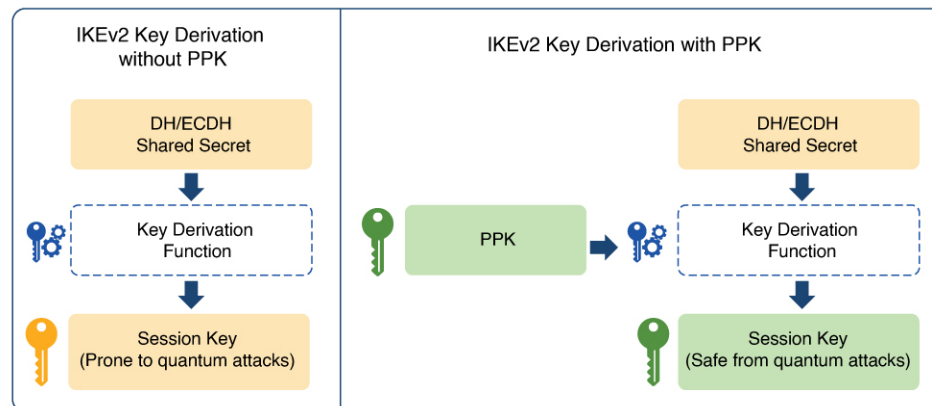 IKEv2 Key Derivation
without PPK
DH/ECDH
Shared Secret
Key Derivation
Function
Session Key
(Prone to quantum attacks)
IKEv2 Key Derivation with PPK
DH/ECDH
Shared Secret
PPK
Key Derivation
Function
Session Key
(Safe from quantum attacks)